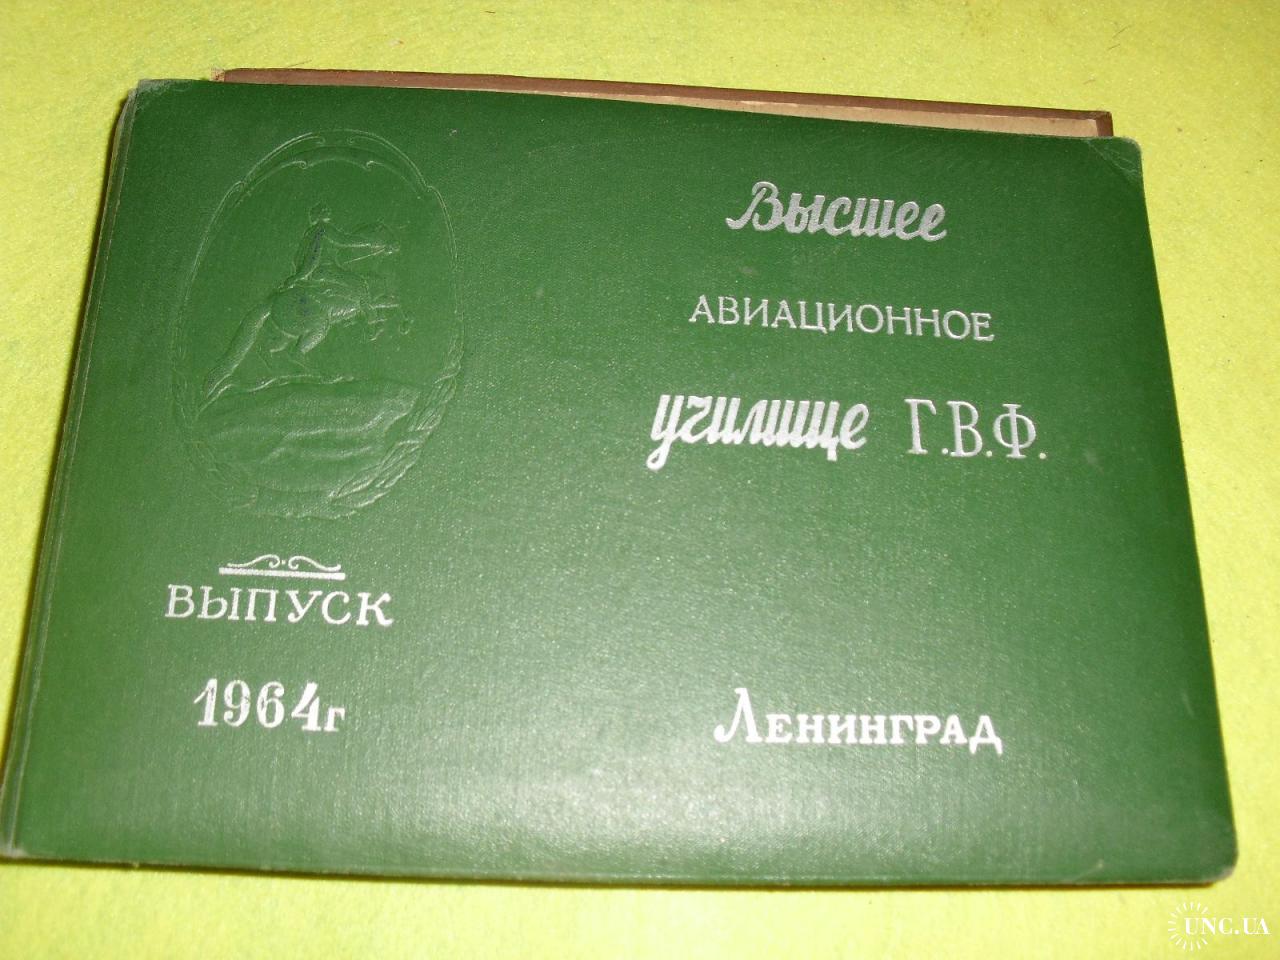 Высшее
АВИАЦИОННОЕ
училище Г.В.Ф.
ВЫПУСК
1964г
Ленинград
UNC.UA